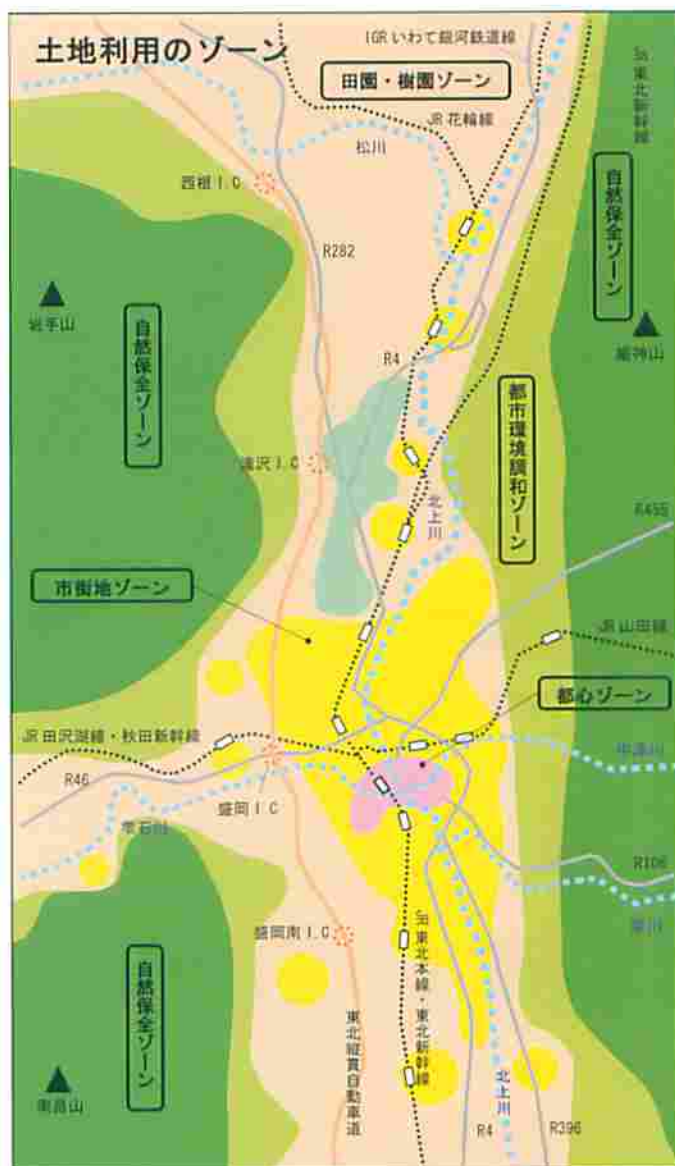 土地利用のゾーン
IGRいわて銀河鉄道線
田園・樹園ゾーン
JR東北新幹線
JR花輪線
松川
西根I.C
自然保全ゾーン
R282
岩手山
姫神山
自然保全ゾーン
R4
都市環境調和ゾーン
滝沢I.C
北上川
R455
市街地ゾーン
JR山田線
都心ゾーン
JR田沢湖線・秋田新幹線
中津川
R46
盛岡IC
雫石川
R106
簗川
盛岡南I.C
JR東北本線・東北新幹線
自然保全ゾーン
東北縦貫自動車道
北上川
南昌山
R4
R396